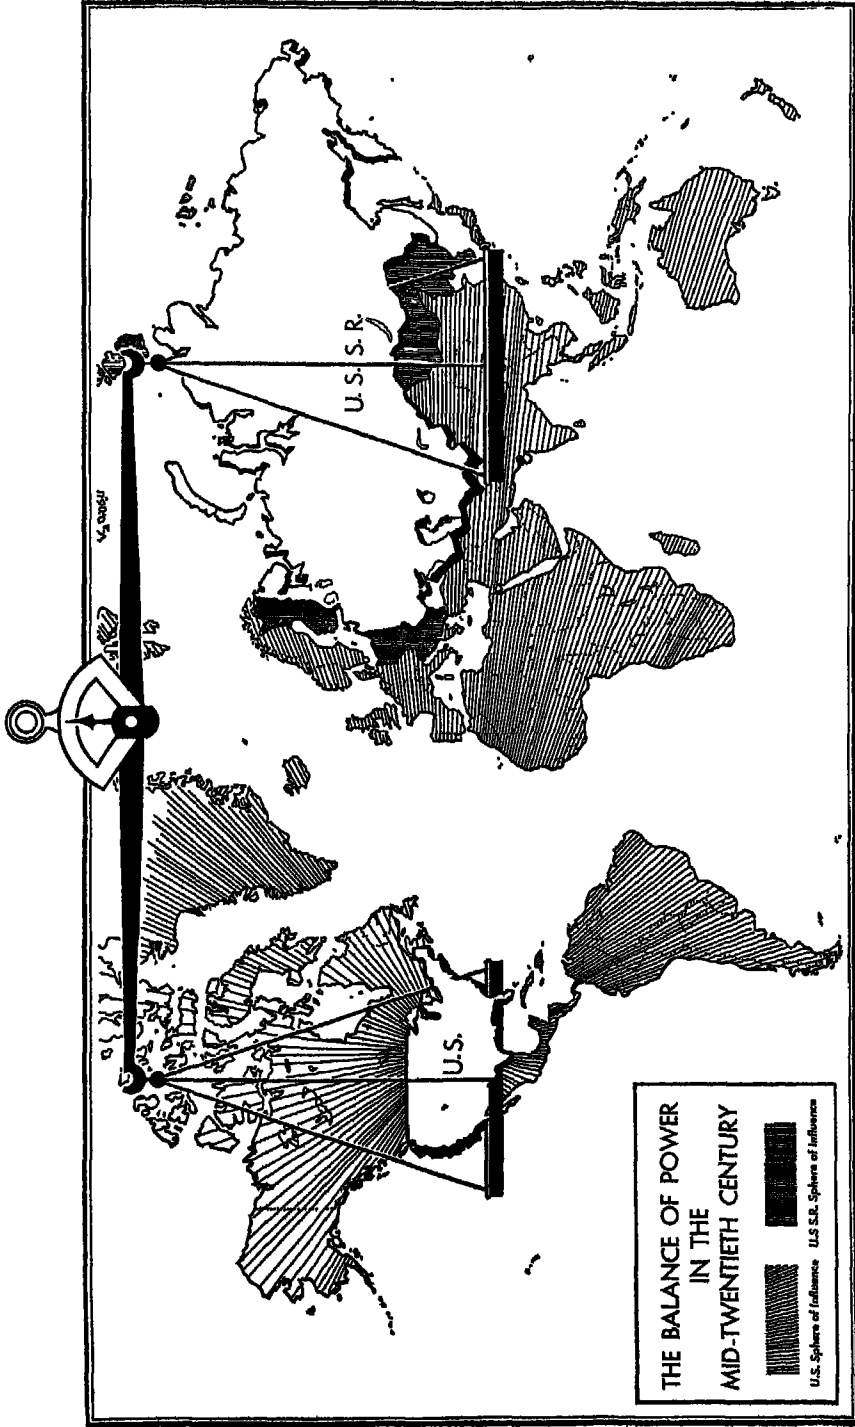 U.S.
U.S.S.R.
THE BALANCE OF POWER
IN THE
MID-TWENTIETH CENTURY
U.S. Sphere of Influence
U.S S.R. Sphere of Influence